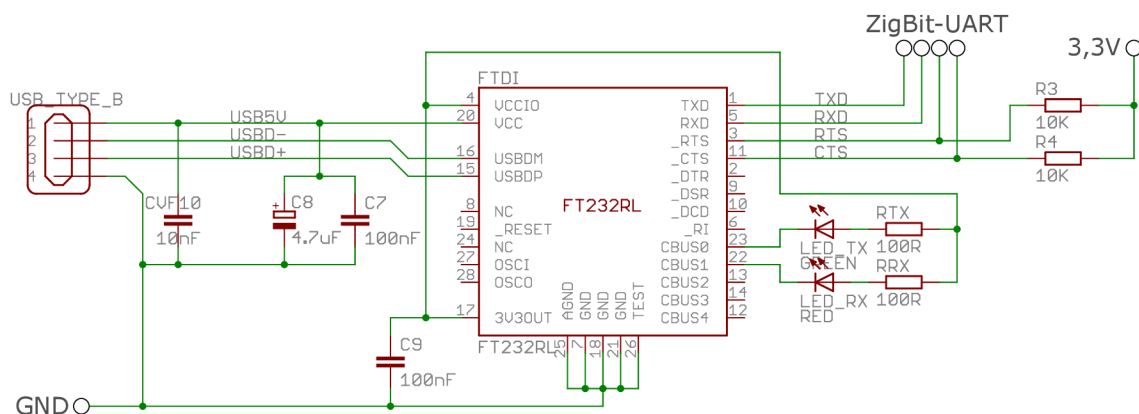 ZigBit-UART
3,3V
FTDI
USB_TYPE_B
1
2
3
4
USB5V
USBD-
USBD+
CVF10
10nF
+
C8
4.7uF
C7
100nF
C9
100nF
GND
4 VCCIO
20 VCC
16 USBDM
15 USBDP
8 NC
19 _RESET
24 NC
27 OSCI
28 OSCO
17 3V3OUT
FT232RL
TXD 1
RXD 5
_RTS 3
_CTS 11
_DTR 2
_DSR 9
_DCD 10
_RI 6
CBUS0 23
CBUS1 22
CBUS2 13
CBUS3 14
CBUS4 12
AGND 25
GND 7
GND 18
GND 21
TEST 26
FT232RL
TXD
RXD
RTS
CTS
R3
10K
R4
10K
LED_TX
GREEN
RTX
100R
LED_RX
RED
RRX
100R